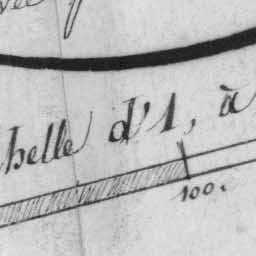 helle d'1, à
100.